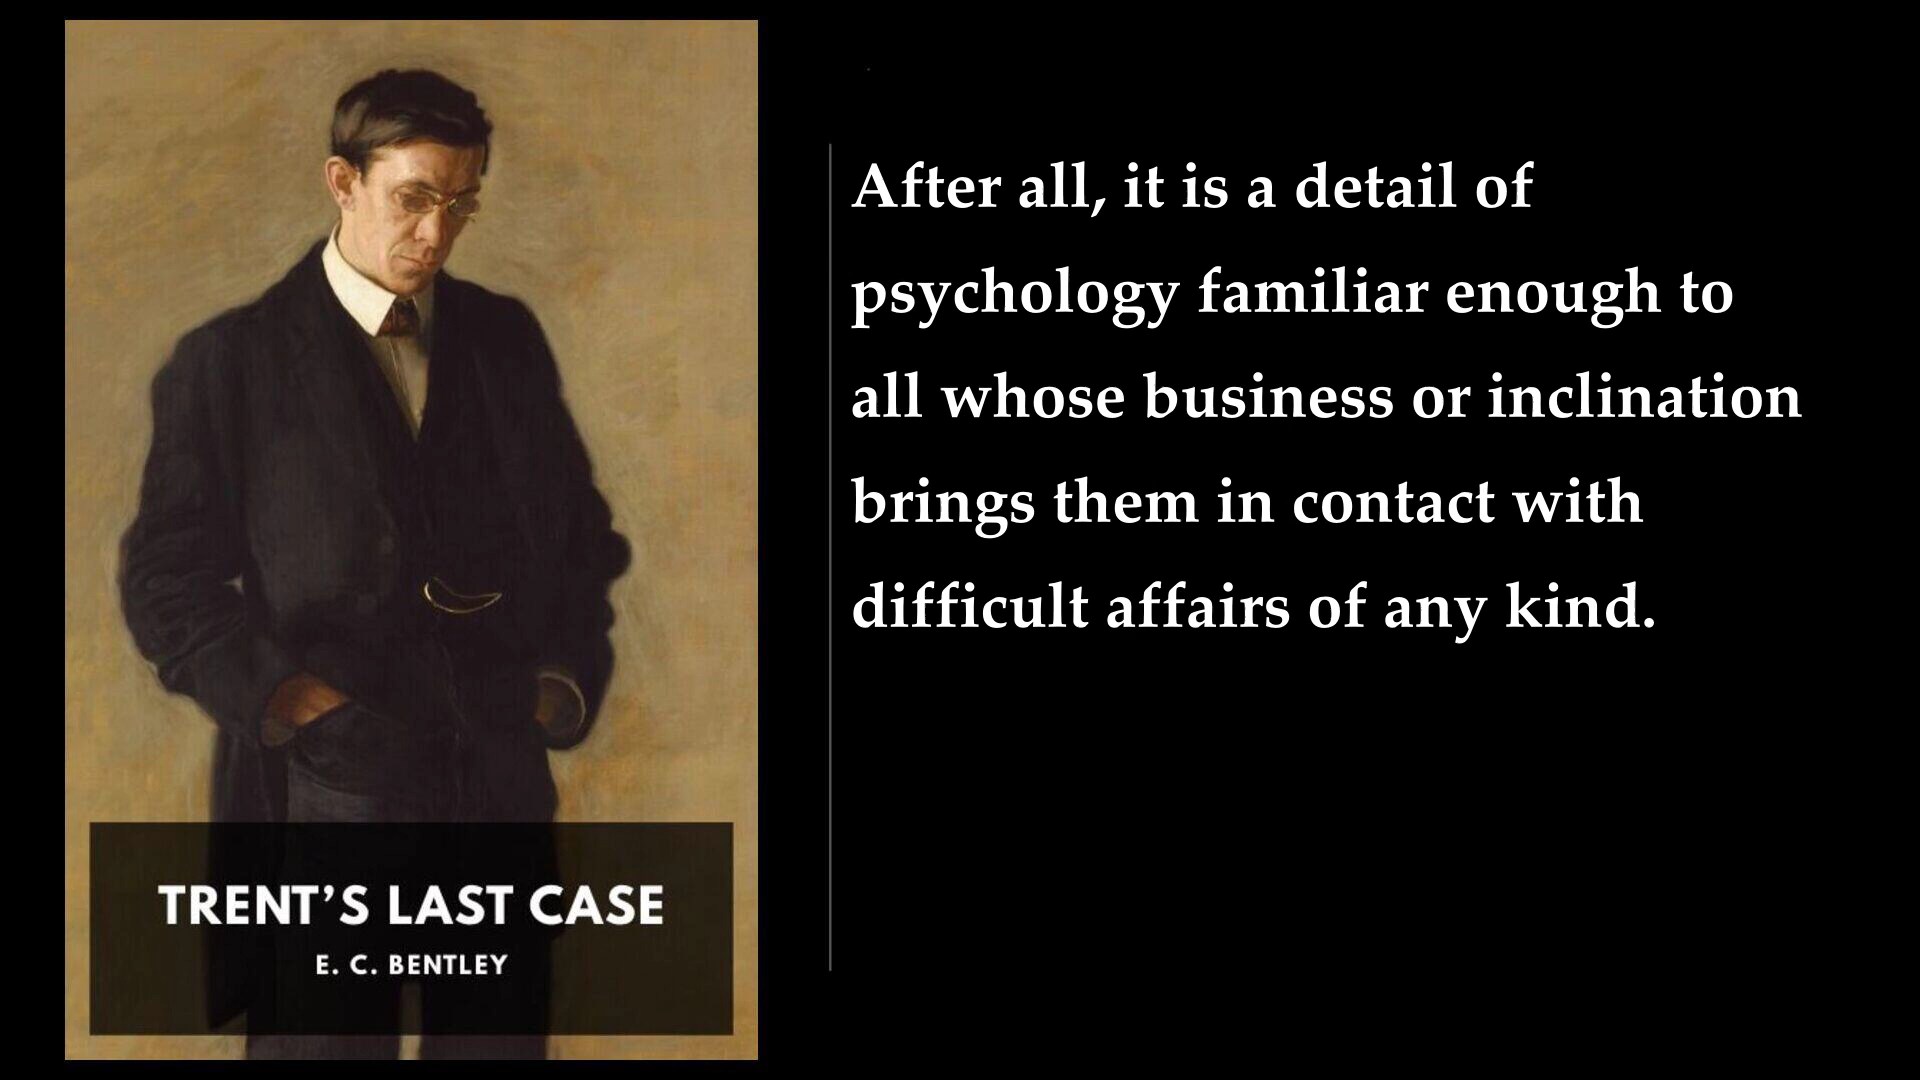 TRENT’S LAST CASE
E. C. BENTLEY
After all, it is a detail of
psychology familiar enough to
all whose business or inclination
brings them in contact with
difficult affairs of any kind.